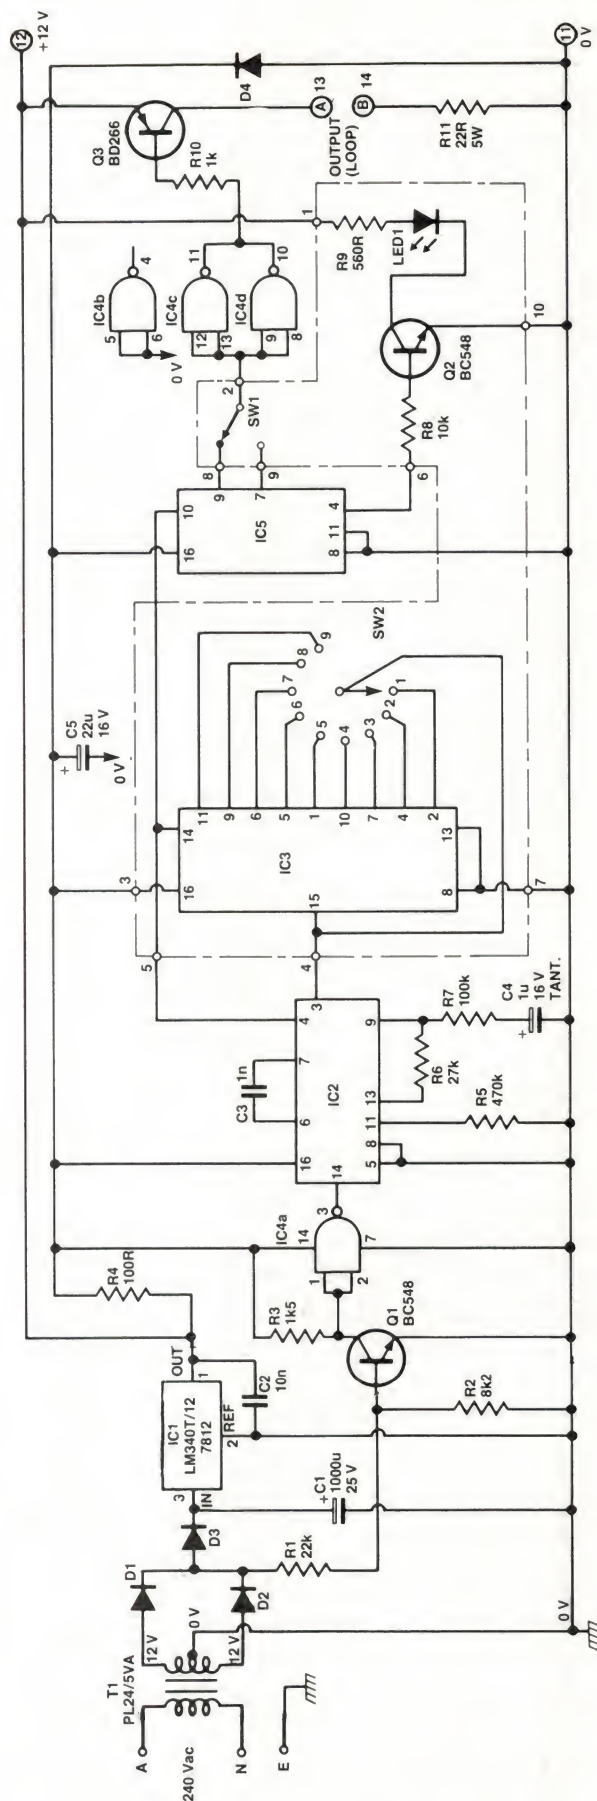 T1
PL24/5VA
A
240 Vac
N
E
12 V
0 V
12 V
D1
D2
D3
R1
22k
3
IN
IC1
LM340T/12
7812
OUT
1
2
REF
+
C1
1000u
25 V
C2
10n
R4
100R
R3
1k5
R2
8k2
Q1
BC548
0 V
IC4a
14
1
2
3
7
14
16
5
8
11
13
9
6
7
4
3
IC2
C3
1n
R5
470k
R6
27k
R7
100k
+
C4
1u
16 V
TANT.
5
4
3
7
15
16
14
8
13
IC3
11
9
6
5
1
10
7
4
2
9
8
7
6
5
4
3
2
1
SW2
+
C5
22u
16 V
0 V
16
10
IC5
9
7
4
11
8
8
9
6
SW1
2
R8
10k
Q2
BC548
0 V
5
6
IC4b
4
IC4c
12
13
11
IC4d
9
8
10
1
R9
560R
LED1
10
R10
1k
Q3
BD266
D4
A
13
OUTPUT
(LOOP)
B
14
R11
22R
5W
12
+12 V
11
0 V